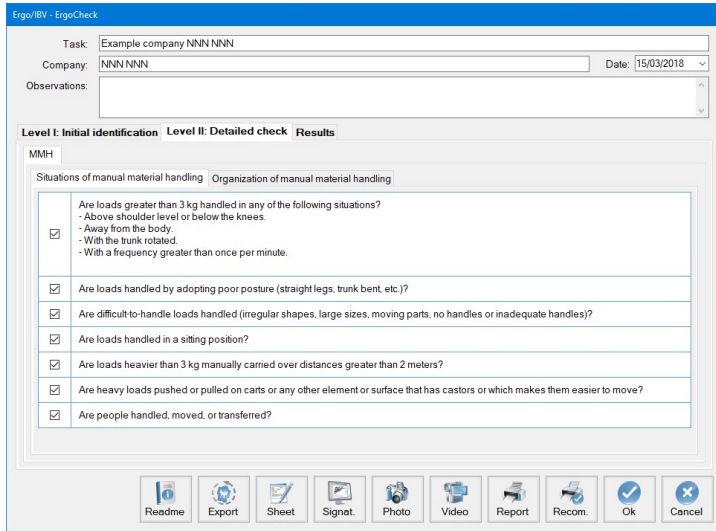 Ergo/IBV - ErgoCheck
Task: Example company NNN NNN
Company: NNN NNN Date: 15/03/2018
Observations:
Level I: Initial identification Level II: Detailed check Results
MMH
Situations of manual material handling Organization of manual material handling
Are loads greater than 3 kg handled in any of the following situations?
- Above shoulder level or below the knees.
- Away from the body.
- With the trunk rotated.
- With a frequency greater than once per minute.
Are loads handled by adopting poor posture (straight legs, trunk bent, etc.)?
Are difficult-to-handle loads handled (irregular shapes, large sizes, moving parts, no handles or inadequate handles)?
Are loads handled in a sitting position?
Are loads heavier than 3 kg manually carried over distances greater than 2 meters?
Are heavy loads pushed or pulled on carts or any other element or surface that has castors or which makes them easier to move?
Are people handled, moved, or transferred?
Readme Export Sheet Signat. Photo Video Report Recom. Ok Cancel